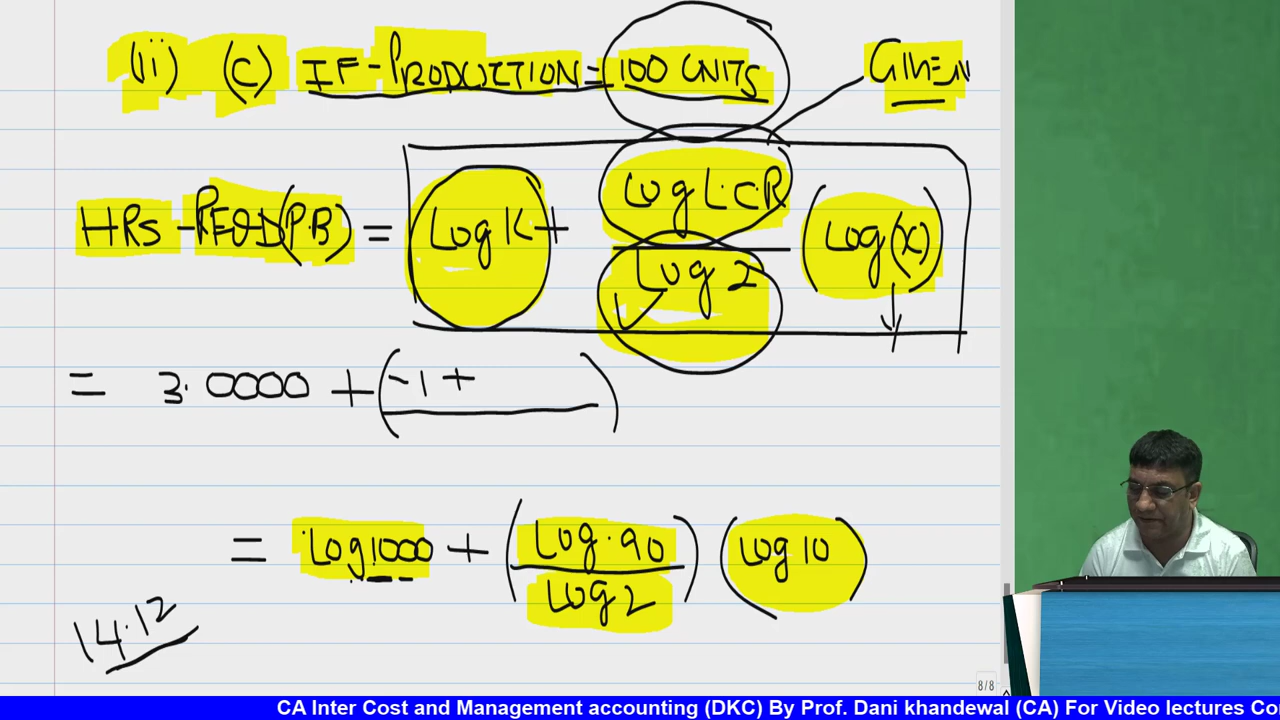 (ii) (C) IF - PRODUCTION = 100 UNITS GIVEN
HRs - REQD (P.B) = Log K + Log L.C.R / Log 2 (Log (X)
= 3.0000 + (-1 + )
= Log 1000 + (Log .90 / Log 2) (Log 10)
14.12
8/8
CA Inter Cost and Management accounting (DKC) By Prof. Dani khandewal (CA) For Video lectures Co